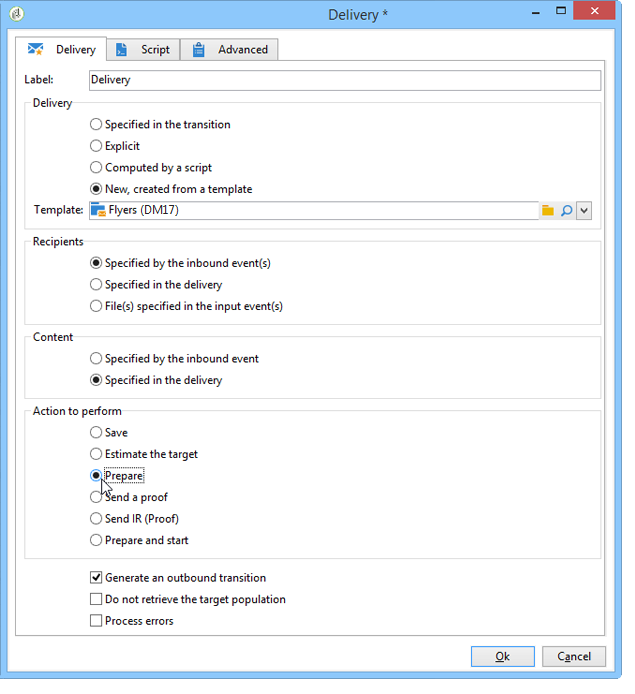 Delivery *
Delivery Script Advanced
Label: Delivery
Delivery
Specified in the transition
Explicit
Computed by a script
New, created from a template
Template: Flyers (DM17)
Recipients
Specified by the inbound event(s)
Specified in the delivery
File(s) specified in the input event(s)
Content
Specified by the inbound event
Specified in the delivery
Action to perform
Save
Estimate the target
Prepare
Send a proof
Send IR (Proof)
Prepare and start
Generate an outbound transition
Do not retrieve the target population
Process errors
Ok Cancel